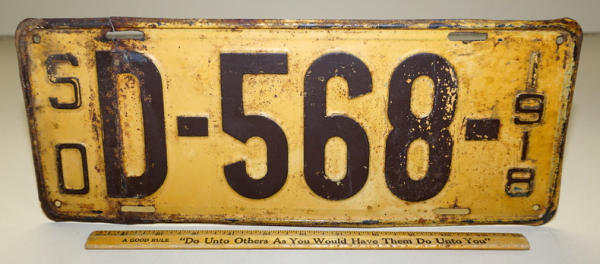 SD D-568- 1918
A GOOD RULE "Do Unto Others As You Would Have Them Do Unto You"